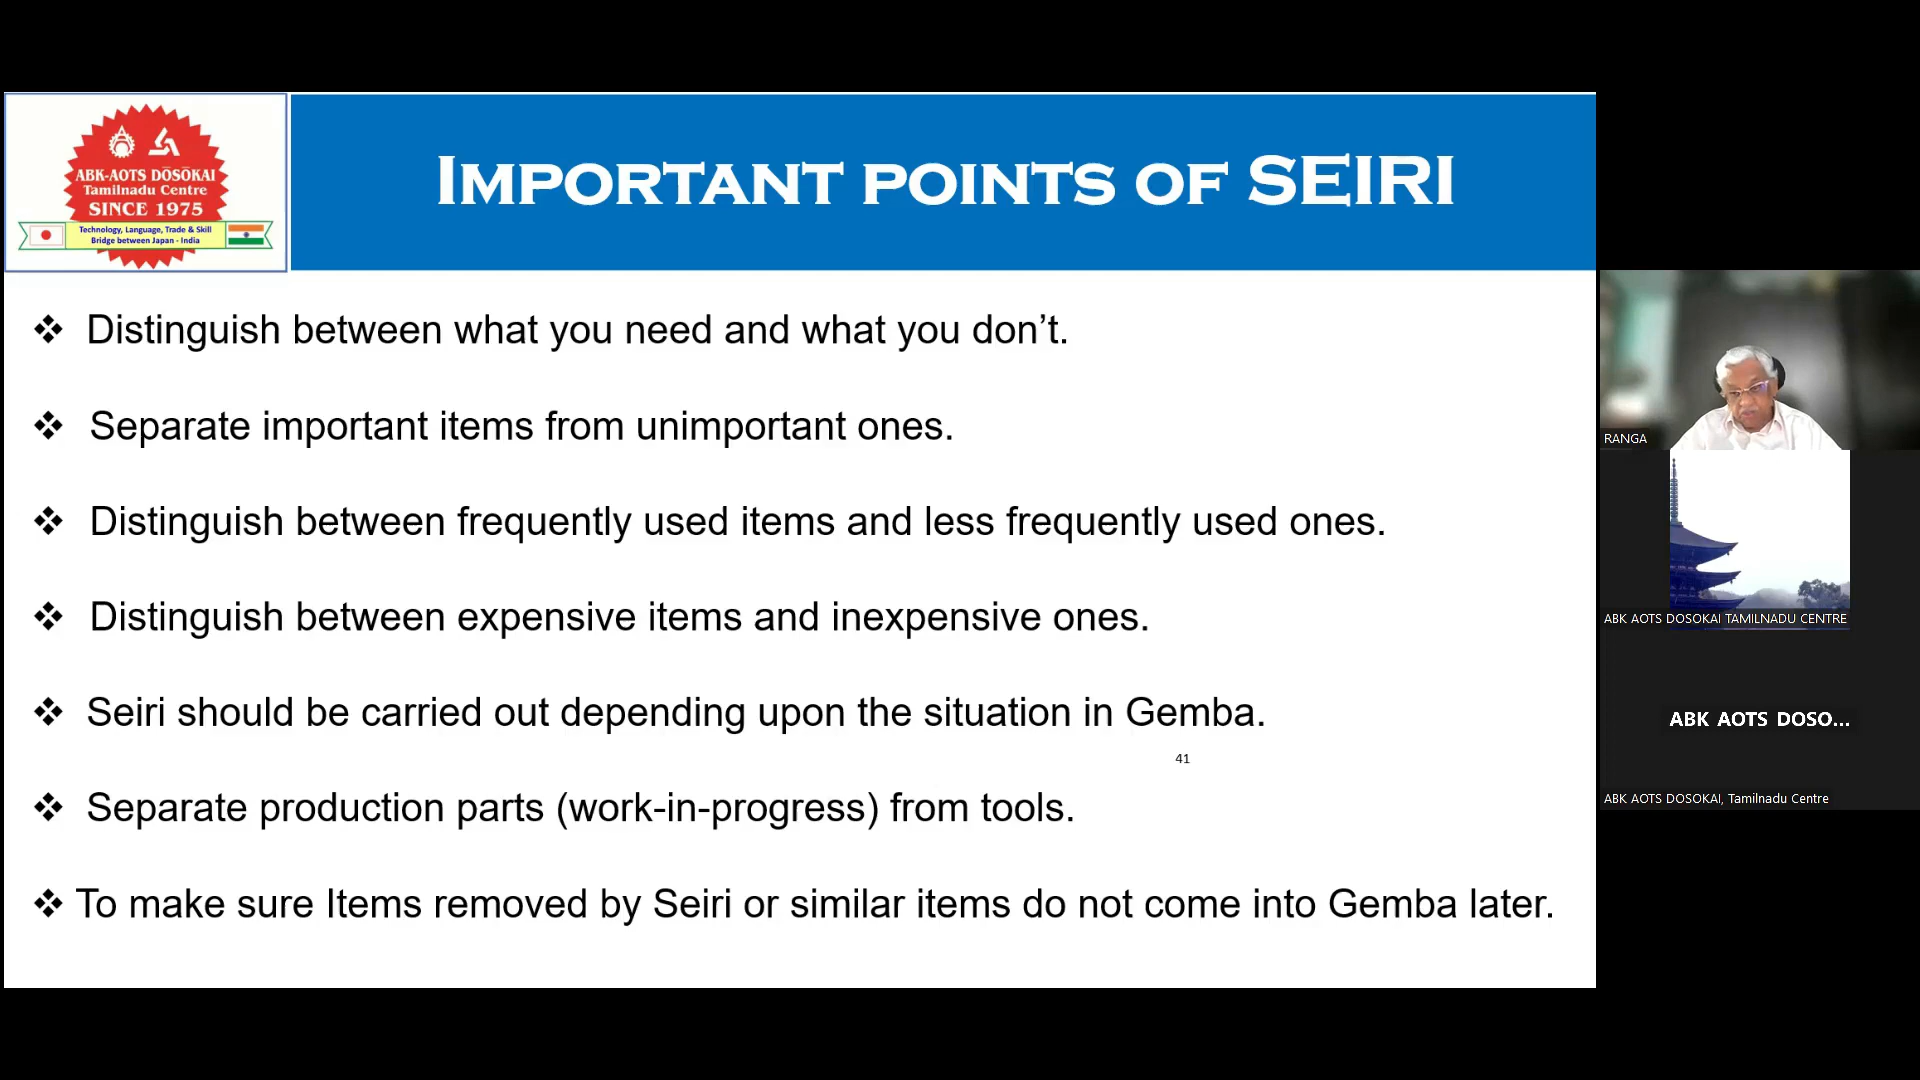 ABK-AOTS DŌSŌKAI
Tamilnadu Centre
SINCE 1975
Technology, Language, Trade & Skill
Bridge between Japan - India
IMPORTANT POINTS OF SEIRI
❖ Distinguish between what you need and what you don’t.
❖ Separate important items from unimportant ones.
❖ Distinguish between frequently used items and less frequently used ones.
❖ Distinguish between expensive items and inexpensive ones.
❖ Seiri should be carried out depending upon the situation in Gemba.
41
❖ Separate production parts (work-in-progress) from tools.
❖ To make sure Items removed by Seiri or similar items do not come into Gemba later.
RANGA
ABK AOTS DOSOKAI TAMILNADU CENTRE
ABK AOTS DOSO...
ABK AOTS DOSOKAI, Tamilnadu Centre